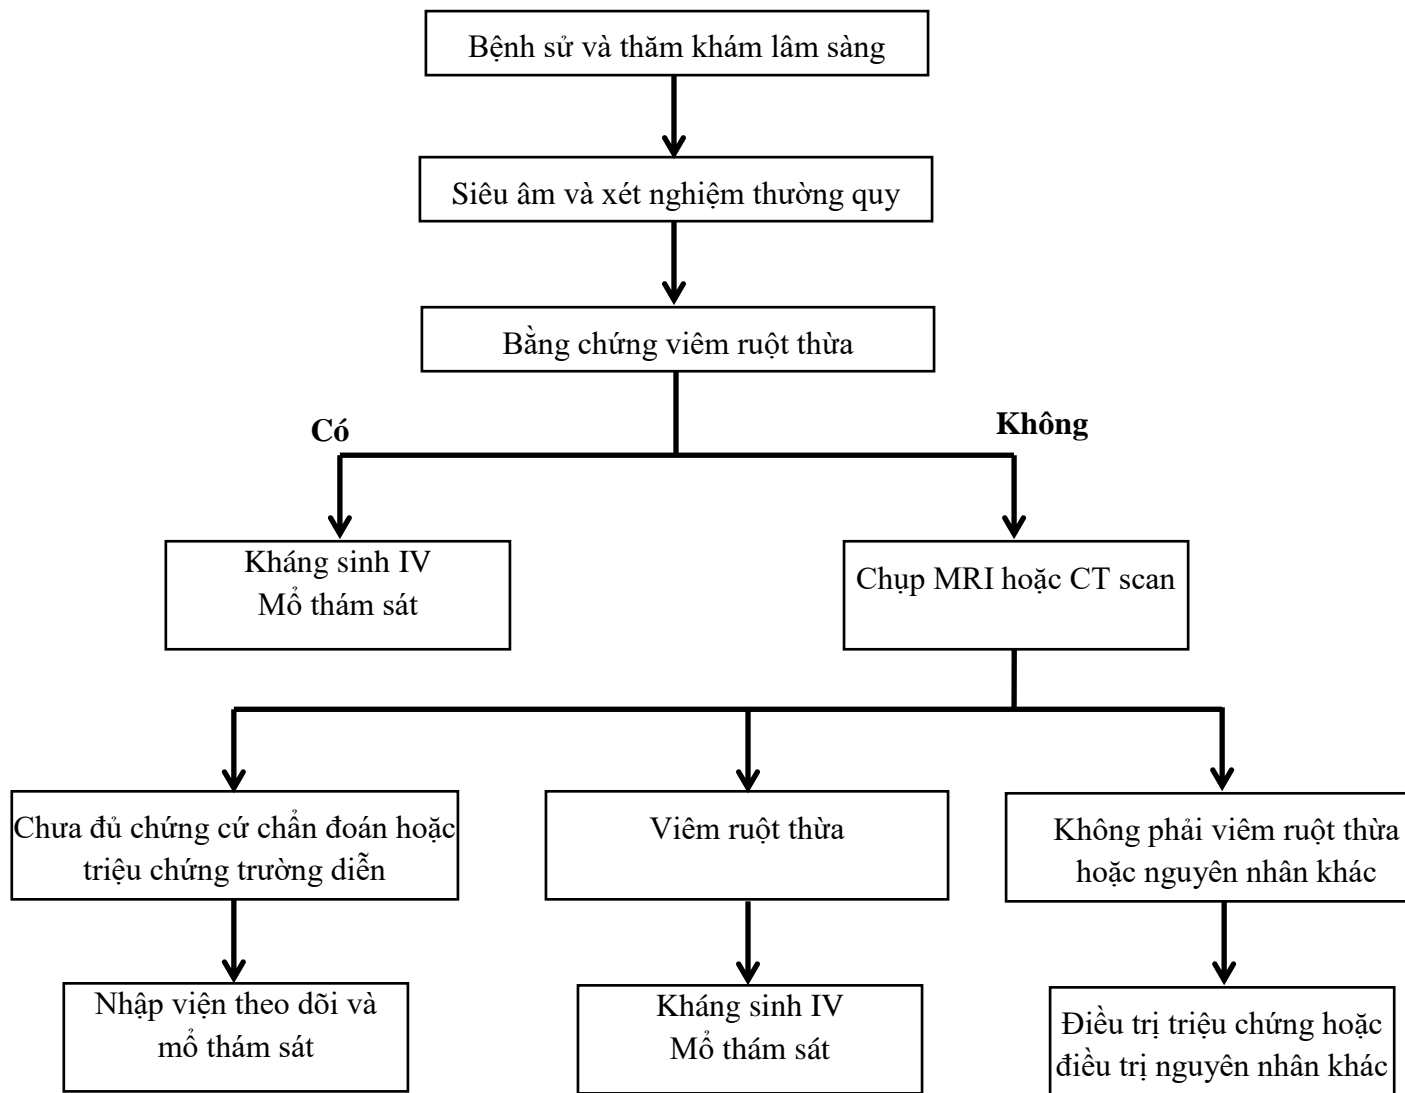 Bệnh sử và thăm khám lâm sàng
Siêu âm và xét nghiệm thường quy
Bằng chứng viêm ruột thừa
Có
Không
Kháng sinh IV
Mổ thám sát
Chụp MRI hoặc CT scan
Chưa đủ chứng cứ chẩn đoán hoặc
triệu chứng trường diễn
Viêm ruột thừa
Không phải viêm ruột thừa
hoặc nguyên nhân khác
Nhập viện theo dõi và
mổ thám sát
Kháng sinh IV
Mổ thám sát
Điều trị triệu chứng hoặc
điều trị nguyên nhân khác